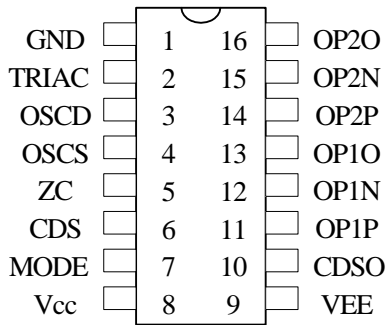 GND 1 16 OP2O
TRIAC 2 15 OP2N
OSCD 3 14 OP2P
OSCS 4 13 OP1O
ZC 5 12 OP1N
CDS 6 11 OP1P
MODE 7 10 CDSO
Vcc 8 9 VEE